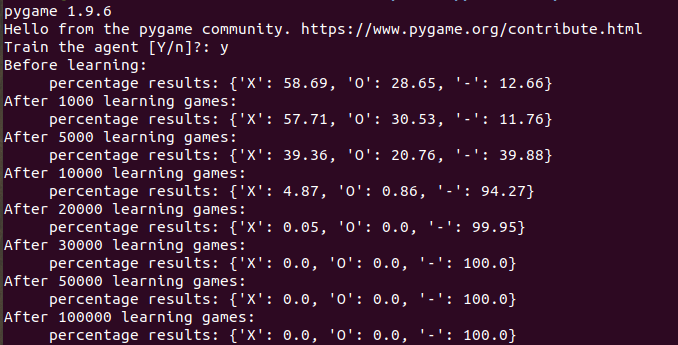 pygame 1.9.6
Hello from the pygame community. https://www.pygame.org/contribute.html
Train the agent [Y/n]?: y
Before learning:
     percentage results: {'X': 58.69, 'O': 28.65, '-': 12.66}
After 1000 learning games:
     percentage results: {'X': 57.71, 'O': 30.53, '-': 11.76}
After 5000 learning games:
     percentage results: {'X': 39.36, 'O': 20.76, '-': 39.88}
After 10000 learning games:
     percentage results: {'X': 4.87, 'O': 0.86, '-': 94.27}
After 20000 learning games:
     percentage results: {'X': 0.05, 'O': 0.0, '-': 99.95}
After 30000 learning games:
     percentage results: {'X': 0.0, 'O': 0.0, '-': 100.0}
After 50000 learning games:
     percentage results: {'X': 0.0, 'O': 0.0, '-': 100.0}
After 100000 learning games:
     percentage results: {'X': 0.0, 'O': 0.0, '-': 100.0}